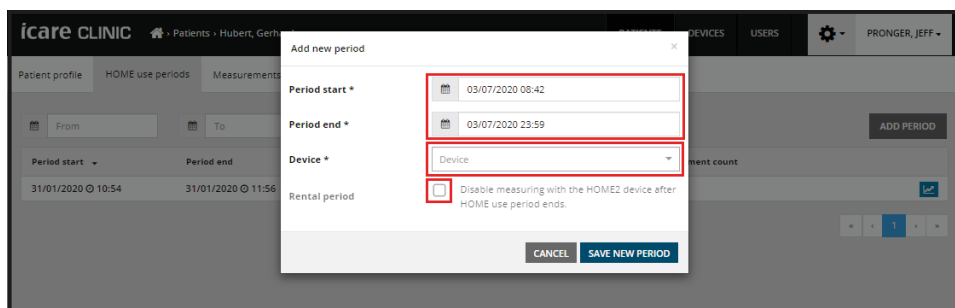 icare CLINIC
Patients › Hubert, Gerh
DEVICES
USERS
PRONGER, JEFF
Patient profile
HOME use periods
Measurements
Add new period
×
Period start *
03/07/2020 08:42
Period end *
03/07/2020 23:59
Device *
Device
Rental period
Disable measuring with the HOME2 device after
HOME use period ends.
CANCEL
SAVE NEW PERIOD
From
To
ADD PERIOD
Period start
Period end
ment count
31/01/2020 10:54
31/01/2020 11:56
« ‹ 1 › »